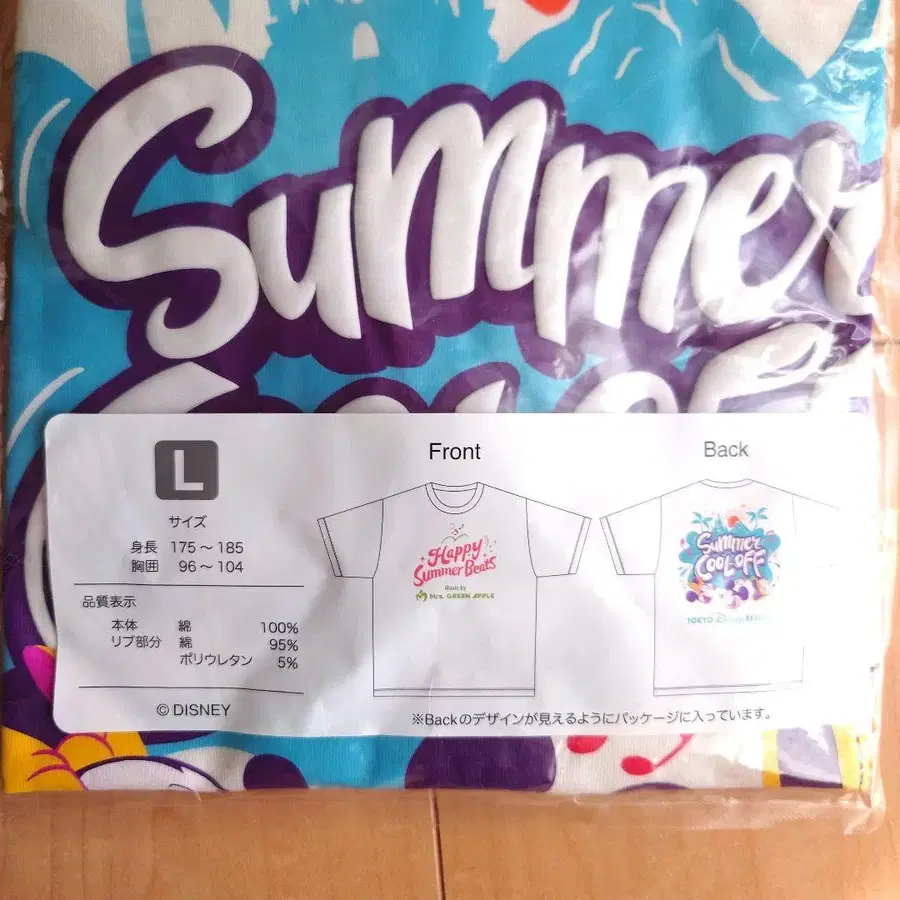 Summer
L
サイズ
身長 175～185
胸囲 96～104
品質表示
本体 綿 100%
リブ部分 綿 95%
ポリウレタン 5%
© DISNEY
Front
Happy
Summer Beats
Music by
Mrs. GREEN APPLE
Back
Summer
COOL-OFF
TOKYO Disney RESORT
※Backのデザインが見えるようにパッケージに入っています。